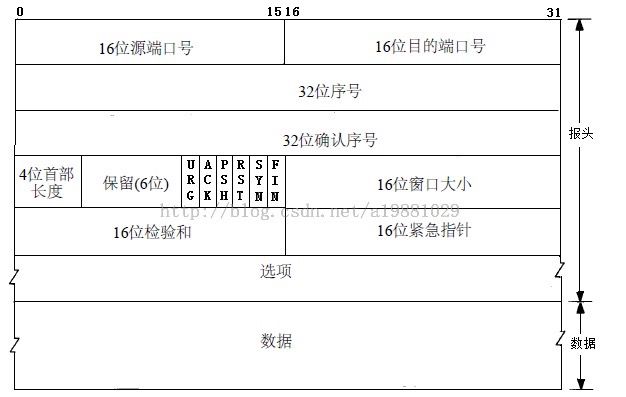 0 15 16 31
16位源端口号 16位目的端口号
32位序号
32位确认序号
报头
4位首部
长度
保留(6位)
URG ACK PSH RST SYN FIN
16位窗口大小
http://blog.csdn.net/a19881029
16位检验和 16位紧急指针
选项
数据
数据